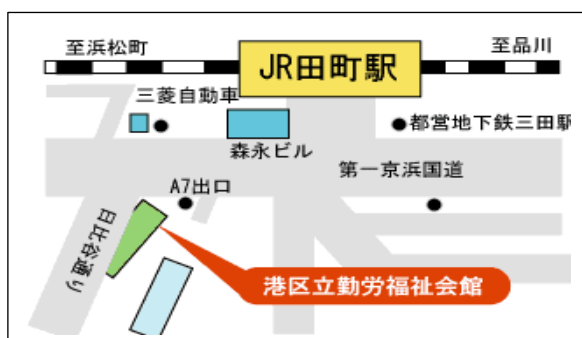 至浜松町
至品川
JR田町駅
三菱自動車
森永ビル
都営地下鉄三田駅
第一京浜国道
A7出口
日比谷通り
港区立勤労福祉会館